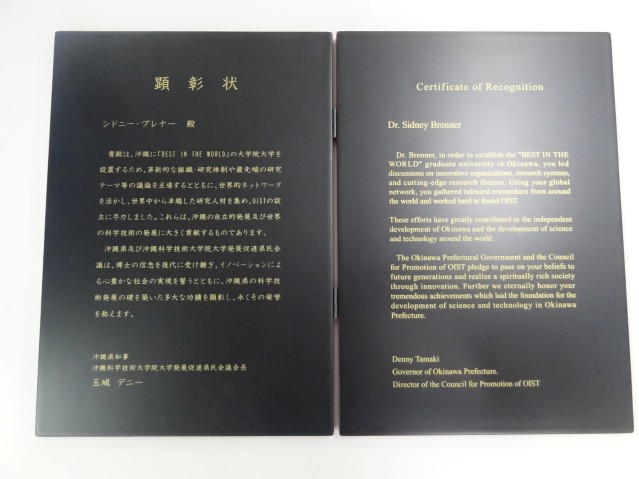 顕彰状
シドニー・ブレナー 殿
貴殿は、沖縄に「BEST IN THE WORLD」の大学院大学を
設置するため、革新的な組織・研究体制や最先端の研究
テーマ等の議論を主導するとともに、世界的ネットワーク
を活かし、世界中から卓越した研究人材を集め、OISTの設
立に尽力しました。これらは、沖縄の自立的発展及び世界
の科学技術の発展に大きく貢献するものであります。
沖縄県及び沖縄科学技術大学院大学発展促進県民会
議は、博士の信念を後代に受け継ぎ、イノベーションによ
る心豊かな社会の実現を誓うとともに、沖縄県の科学技
術発展の礎を築いた多大な功績を顕彰し、永くその栄誉
を称えます。
沖縄県知事
沖縄科学技術大学院大学発展促進県民会議会長
玉城 デニー
Certificate of Recognition
Dr. Sidney Brenner
Dr. Brenner, in order to establish the "BEST IN THE
WORLD" graduate university in Okinawa, you led
discussions on innovative organizations, research systems,
and cutting-edge research themes. Using your global
network, you gathered talented researchers from around
the world and worked hard to found OIST.
These efforts have greatly contributed to the independent
development of Okinawa and the development of science
and technology around the world.
The Okinawa Prefectural Government and the Council
for Promotion of OIST pledge to pass on your beliefs to
future generations and realize a spiritually rich society
through innovation. Further we eternally honor your
tremendous achievements which laid the foundation for the
development of science and technology in Okinawa
Prefecture.
Denny Tamaki
Governor of Okinawa Prefecture.
Director of the Council for Promotion of OIST